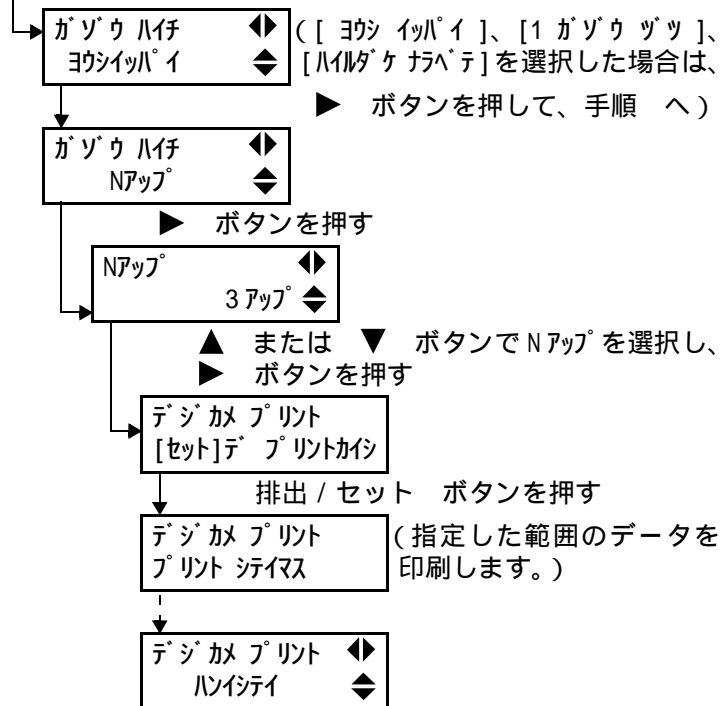 ガゾウ ハイチ ◀▶ ([ ヨウシ イッパイ ]、[1 ガゾウ ヅツ ]、
ヨウシイッパイ [ハイルダケ ナラベテ]を選択した場合は、
▶ ボタンを押して、手順 へ)
ガゾウ ハイチ
Nアップ
▶ ボタンを押す
Nアップ
3 アップ
▲ または ▼ ボタンで N アップを選択し、
▶ ボタンを押す
デジカメ プリント
[セット]デ プリントカイシ
排出 / セット ボタンを押す
デジカメ プリント (指定した範囲のデータを
プリント シテイマス 印刷します。)
デジカメ プリント
ハンイシテイ